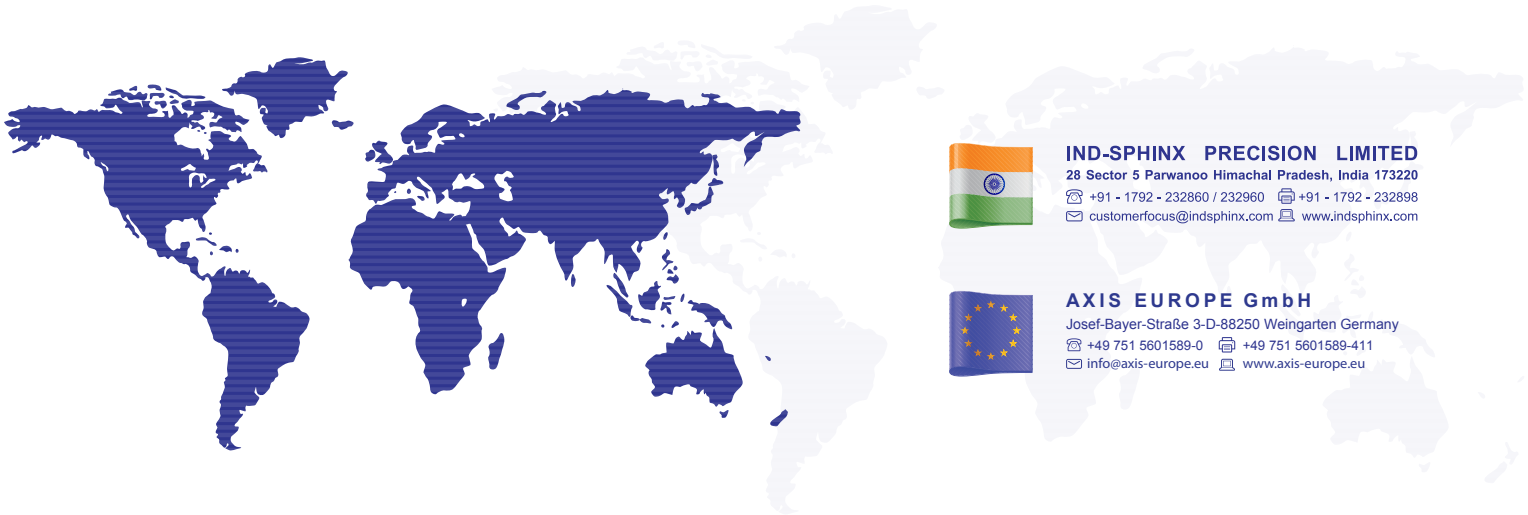 IND-SPHINX PRECISION LIMITED
28 Sector 5 Parwanoo Himachal Pradesh, India 173220
+91 - 1792 - 232860 / 232960 +91 - 1792 - 232898
customerfocus@indsphinx.com www.indsphinx.com
AXIS EUROPE GmbH
Josef-Bayer-Straße 3-D-88250 Weingarten Germany
+49 751 5601589-0 +49 751 5601589-411
info@axis-europe.eu www.axis-europe.eu